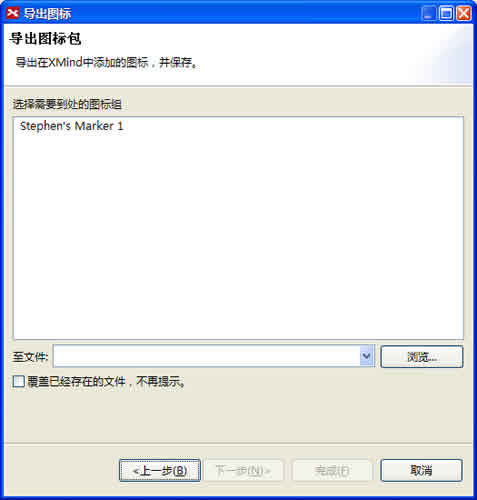 导出图标
导出图标包
导出在XMind中添加的图标，并保存。
选择需要到处的图标组
Stephen's Marker 1
至文件:
浏览...
覆盖已经存在的文件，不再提示。
<上一步(B) 下一步(N)> 完成(F) 取消